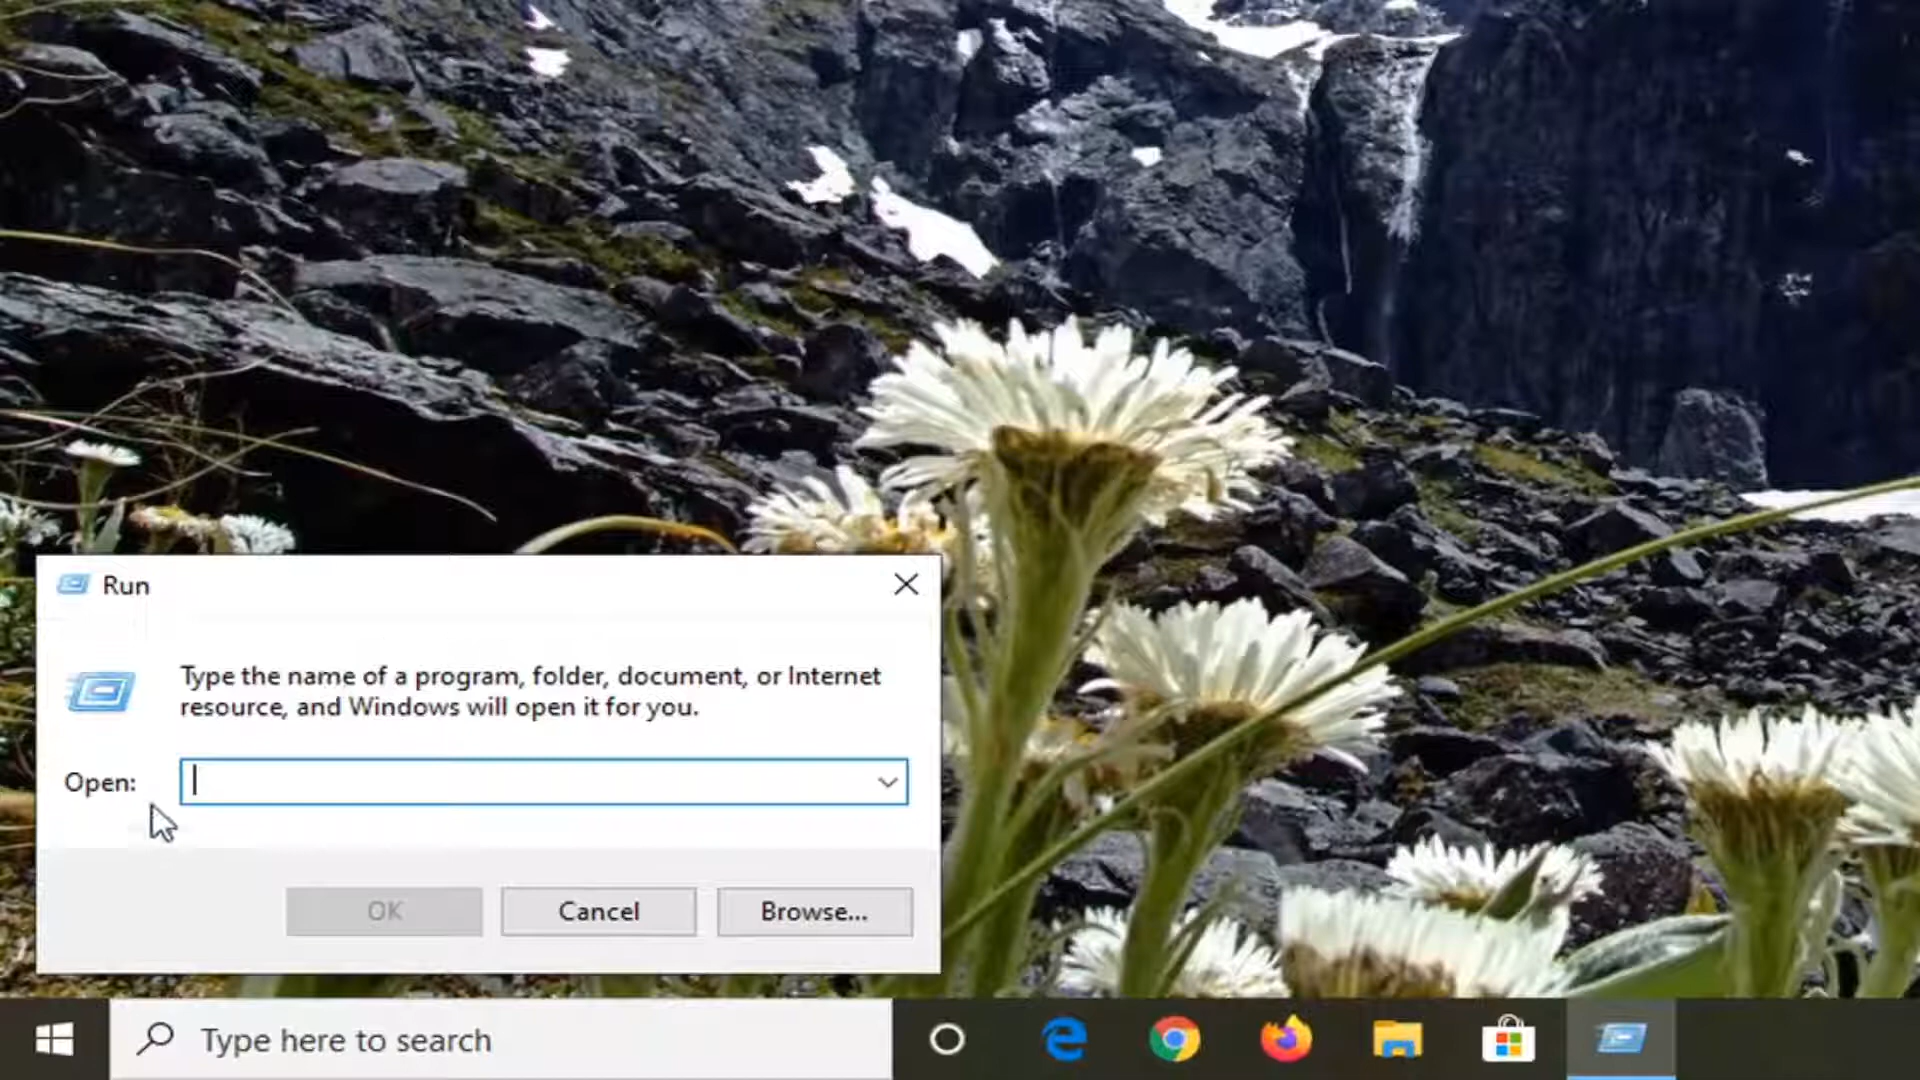 Run
Type the name of a program, folder, document, or Internet
resource, and Windows will open it for you.
Open:
OK
Cancel
Browse...
Type here to search